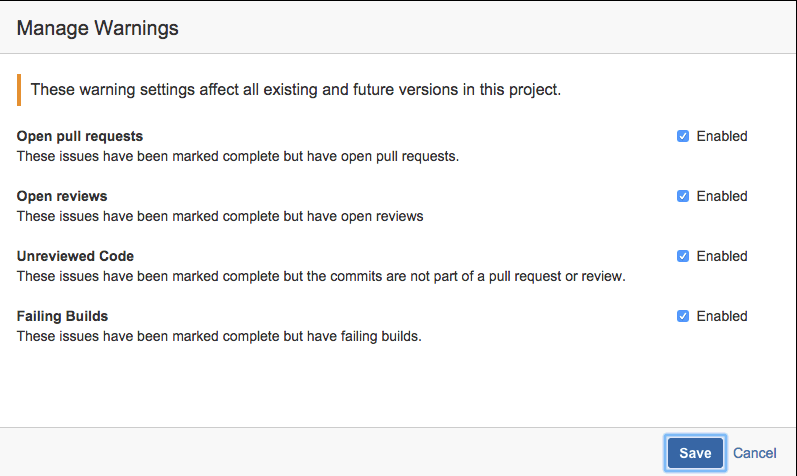 Manage Warnings
These warning settings affect all existing and future versions in this project.
Open pull requests
Enabled
These issues have been marked complete but have open pull requests.
Open reviews
Enabled
These issues have been marked complete but have open reviews
Unreviewed Code
Enabled
These issues have been marked complete but the commits are not part of a pull request or review.
Failing Builds
Enabled
These issues have been marked complete but have failing builds.
Save Cancel